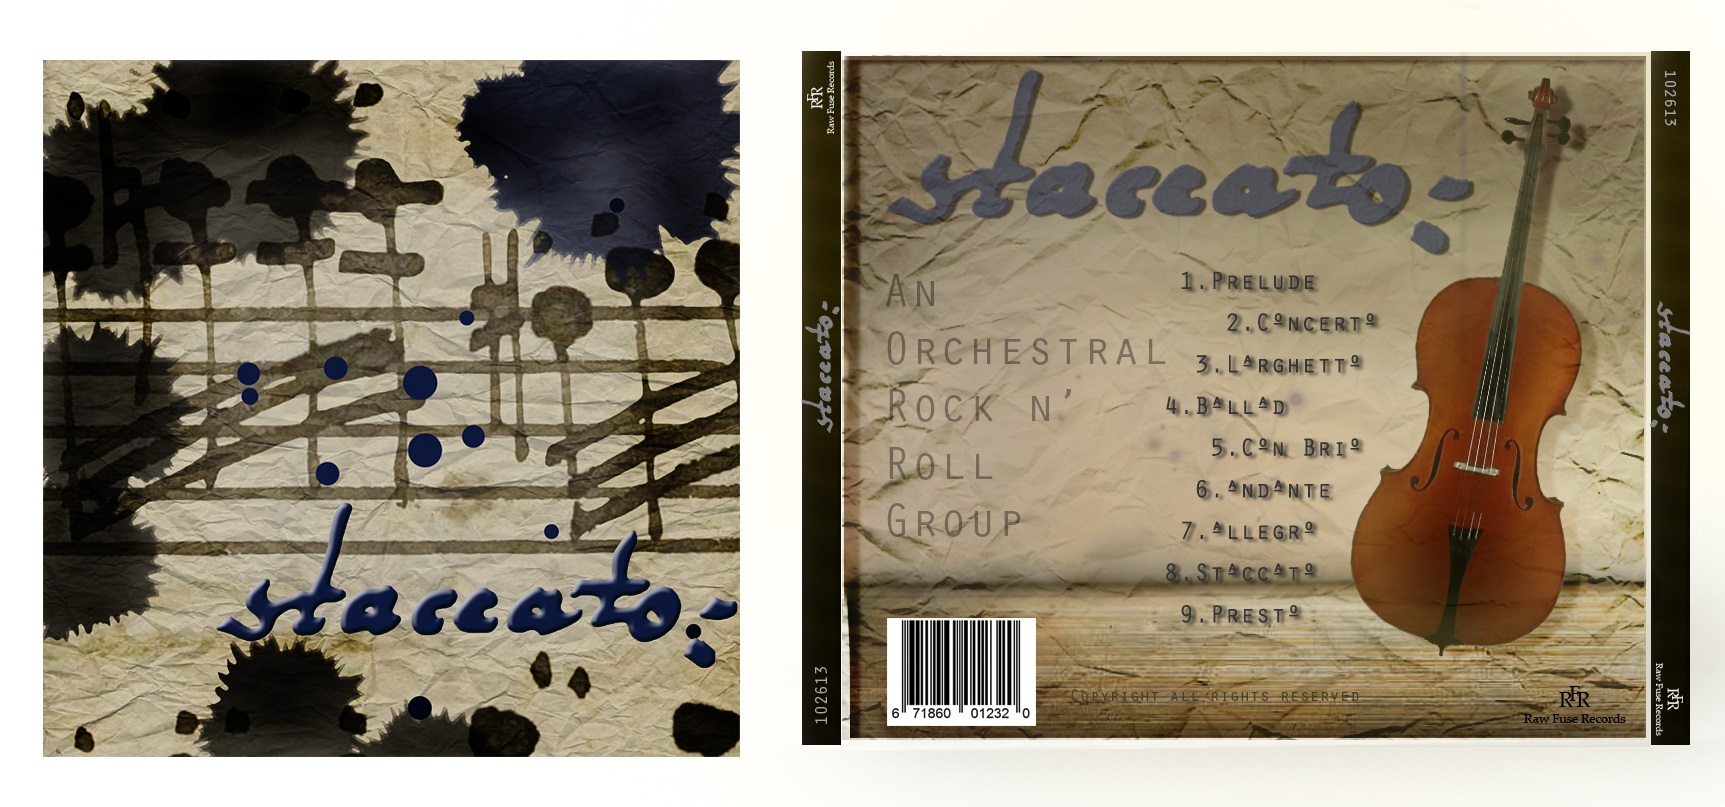 staccato:
RFR
Raw Fuse Records
staccato:
102613
staccato:
An
Orchestral
Rock n'
Roll
Group
1.Prelude
2.Cºncertº
3.Lªrghettº
4.Bªllªd
5.Cºn Briº
6.ªndªnte
7.ªllegrº
8.Stªccªtº
9.Prestº
6 71860 01232 0
Copyright all rights reserved
RFR
Raw Fuse Records
102613
staccato:
RFR
Raw Fuse Records